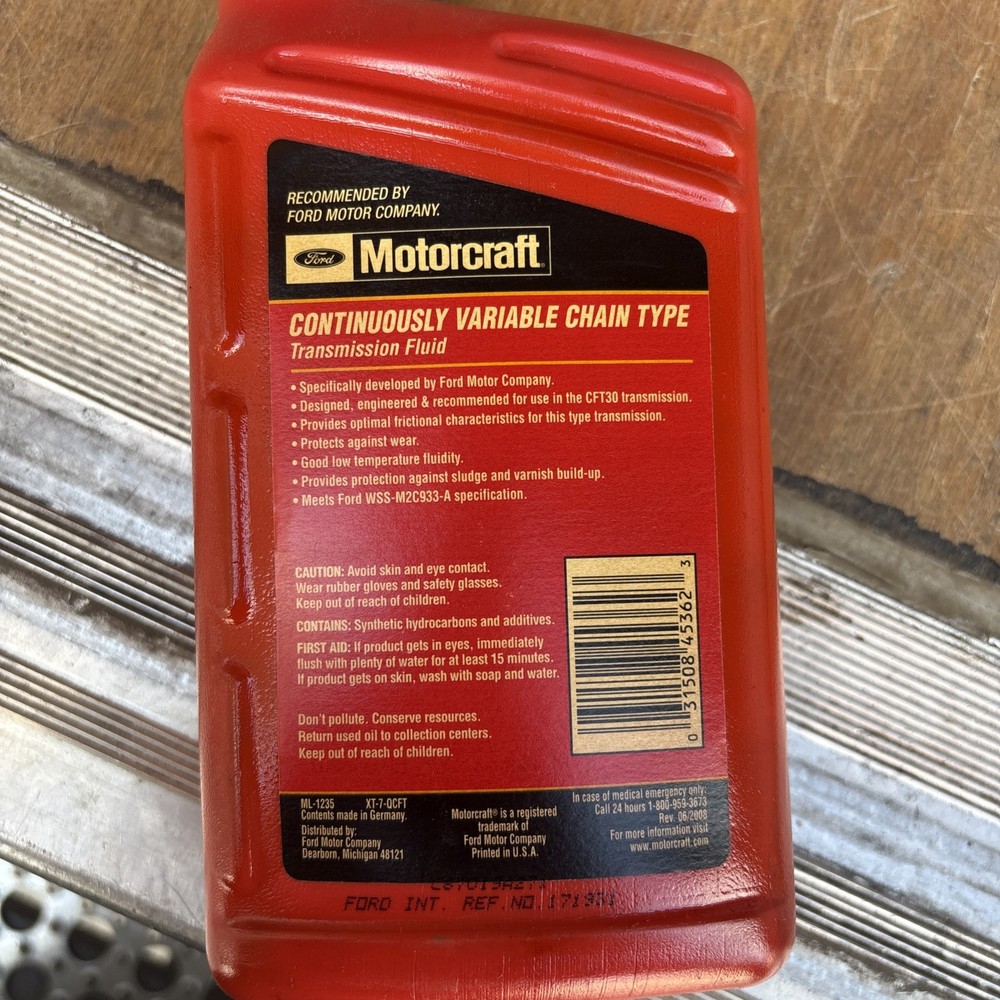 RECOMMENDED BY
FORD MOTOR COMPANY.
Ford Motorcraft®
CONTINUOUSLY VARIABLE CHAIN TYPE
Transmission Fluid
• Specifically developed by Ford Motor Company.
• Designed, engineered & recommended for use in the CFT30 transmission.
• Provides optimal frictional characteristics for this type transmission.
• Protects against wear.
• Good low temperature fluidity.
• Provides protection against sludge and varnish build-up.
• Meets Ford WSS-M2C933-A specification.
CAUTION: Avoid skin and eye contact.
Wear rubber gloves and safety glasses.
Keep out of reach of children.
CONTAINS: Synthetic hydrocarbons and additives.
FIRST AID: If product gets in eyes, immediately
flush with plenty of water for at least 15 minutes.
If product gets on skin, wash with soap and water.
Don't pollute. Conserve resources.
Return used oil to collection centers.
Keep out of reach of children.
0 31508 45362 3
ML-1235 XT-7-QCFT
Contents made in Germany.
Distributed by:
Ford Motor Company
Dearborn, Michigan 48121
Motorcraft® is a registered
trademark of
Ford Motor Company
Printed in U.S.A.
In case of medical emergency only:
Call 24 hours 1-800-959-3673
Rev. 06/2008
For more information visit
www.motorcraft.com
FORD INT. REF.NO.